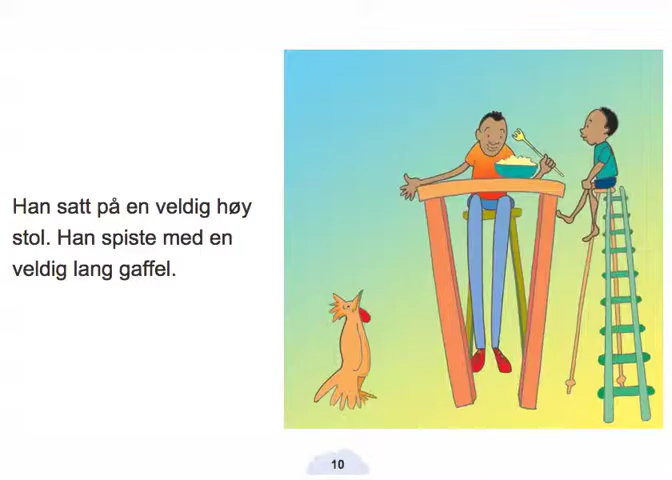 Han satt på en veldig høy
stol. Han spiste med en
veldig lang gaffel.
10